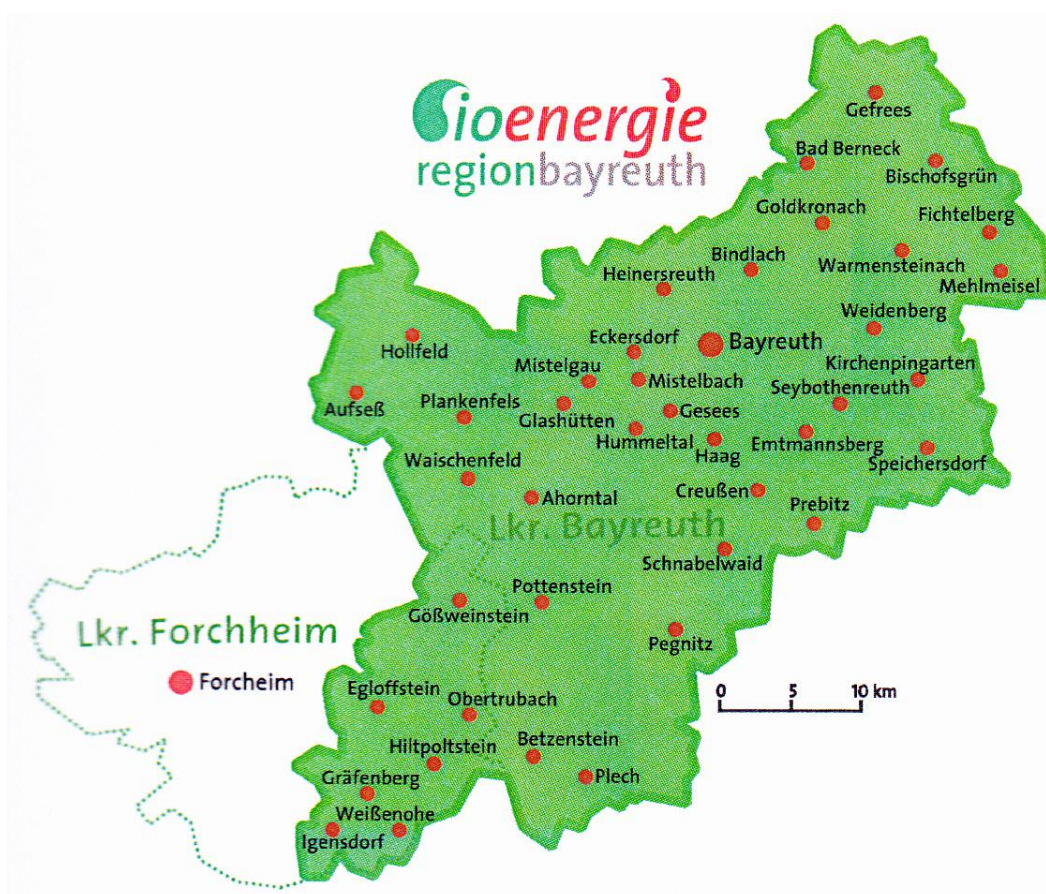 Bioenergie
regionbayreuth
Gefrees
Bad Berneck
Bischofsgrün
Goldkronach
Fichtelberg
Bindlach
Warmensteinach
Heinersreuth
Mehlmeisel
Weidenberg
Eckersdorf
Bayreuth
Hollfeld
Mistelgau
Kirchenpingarten
Mistelbach
Seybothenreuth
Aufseß
Plankenfels
Glashütten
Gesees
Hummeltal
Haag
Emtmannsberg
Waischenfeld
Speichersdorf
Ahorntal
Creußen
Prebitz
Lkr. Bayreuth
Schnabelwaid
Pottenstein
Gößweinstein
Lkr. Forchheim
Pegnitz
Forcheim
Egloffstein
Obertrubach
0 5 10 km
Hiltpoltstein
Betzenstein
Gräfenberg
Plech
Weißenohe
Igensdorf